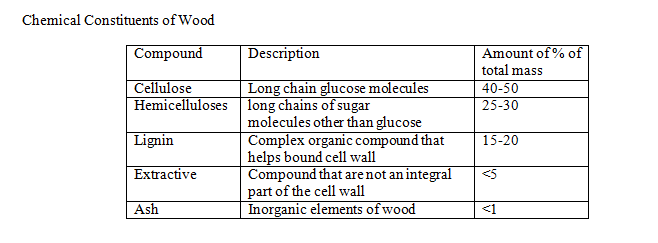 Chemical Constituents of Wood
Compound Description Amount of % of
total mass
Cellulose Long chain glucose molecules 40-50
Hemicelluloses long chains of sugar 25-30
molecules other than glucose
Lignin Complex organic compound that 15-20
helps bound cell wall
Extractive Compound that are not an integral <5
part of the cell wall
Ash Inorganic elements of wood <1